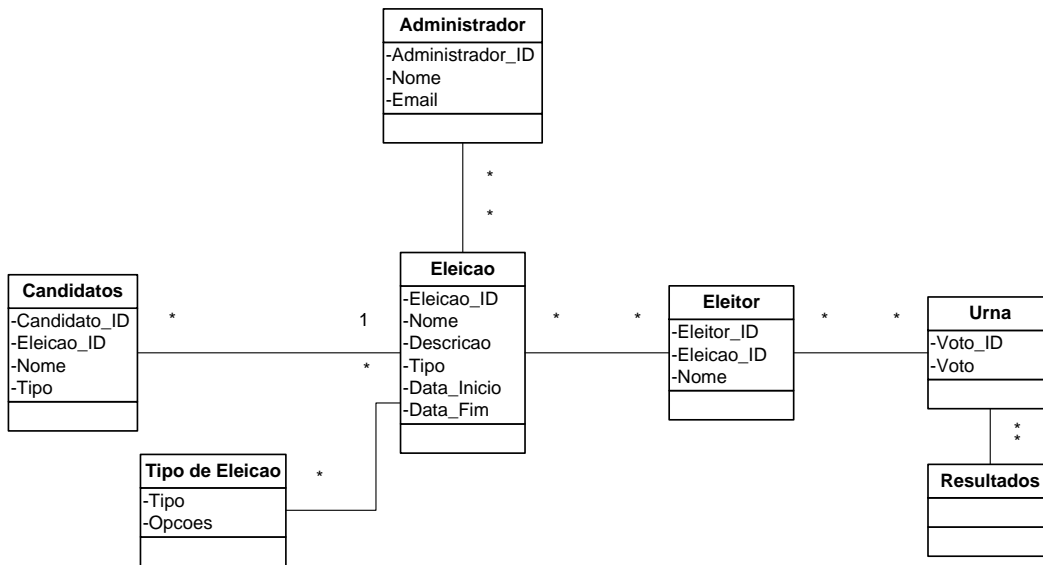 Administrador
-Administrador_ID
-Nome
-Email
*
*
Candidatos
-Candidato_ID
-Eleicao_ID
-Nome
-Tipo
*
1
*
Eleicao
-Eleicao_ID
-Nome
-Descricao
-Tipo
-Data_Inicio
-Data_Fim
*
*
Eleitor
-Eleitor_ID
-Eleicao_ID
-Nome
*
*
Urna
-Voto_ID
-Voto
*
*
Tipo de Eleicao
-Tipo
-Opcoes
*
Resultados